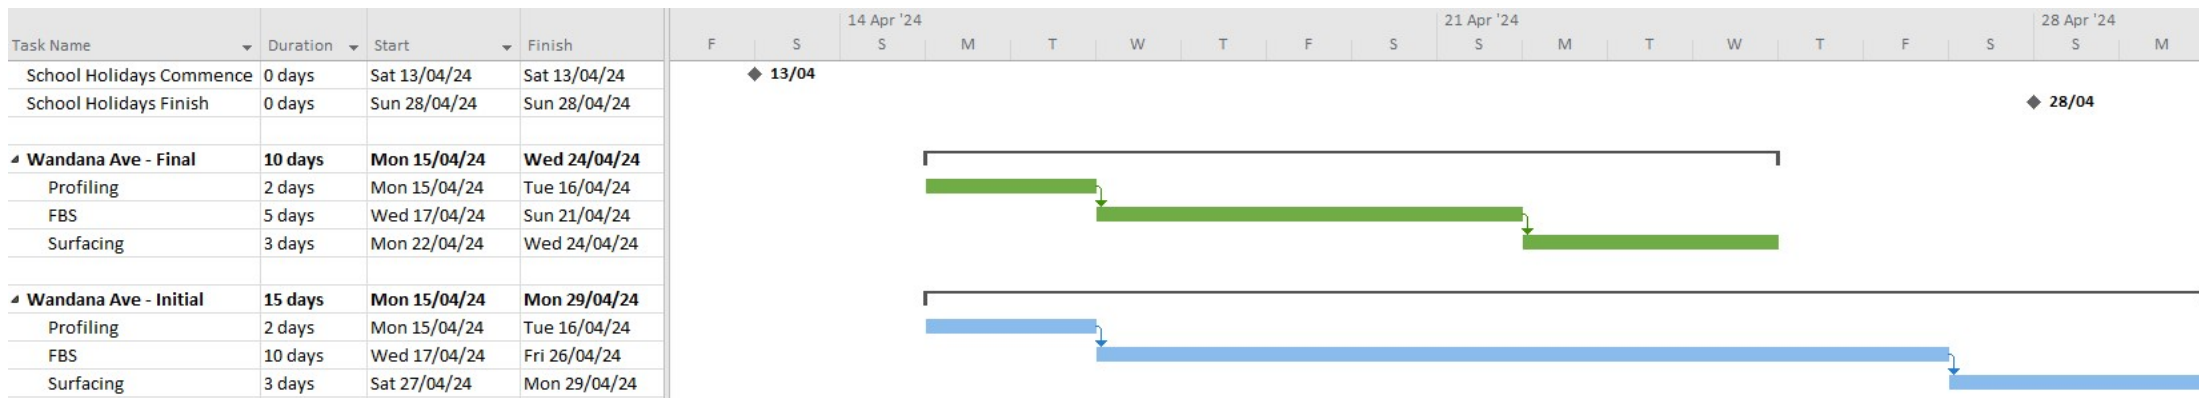 14 Apr '24 21 Apr '24 28 Apr '24
Task Name Duration Start Finish F S S M T W T F S S M T W T F S S M
School Holidays Commence 0 days Sat 13/04/24 Sat 13/04/24 13/04
School Holidays Finish 0 days Sun 28/04/24 Sun 28/04/24 28/04
Wandana Ave - Final 10 days Mon 15/04/24 Wed 24/04/24
Profiling 2 days Mon 15/04/24 Tue 16/04/24
FBS 5 days Wed 17/04/24 Sun 21/04/24
Surfacing 3 days Mon 22/04/24 Wed 24/04/24
Wandana Ave - Initial 15 days Mon 15/04/24 Mon 29/04/24
Profiling 2 days Mon 15/04/24 Tue 16/04/24
FBS 10 days Wed 17/04/24 Fri 26/04/24
Surfacing 3 days Sat 27/04/24 Mon 29/04/24